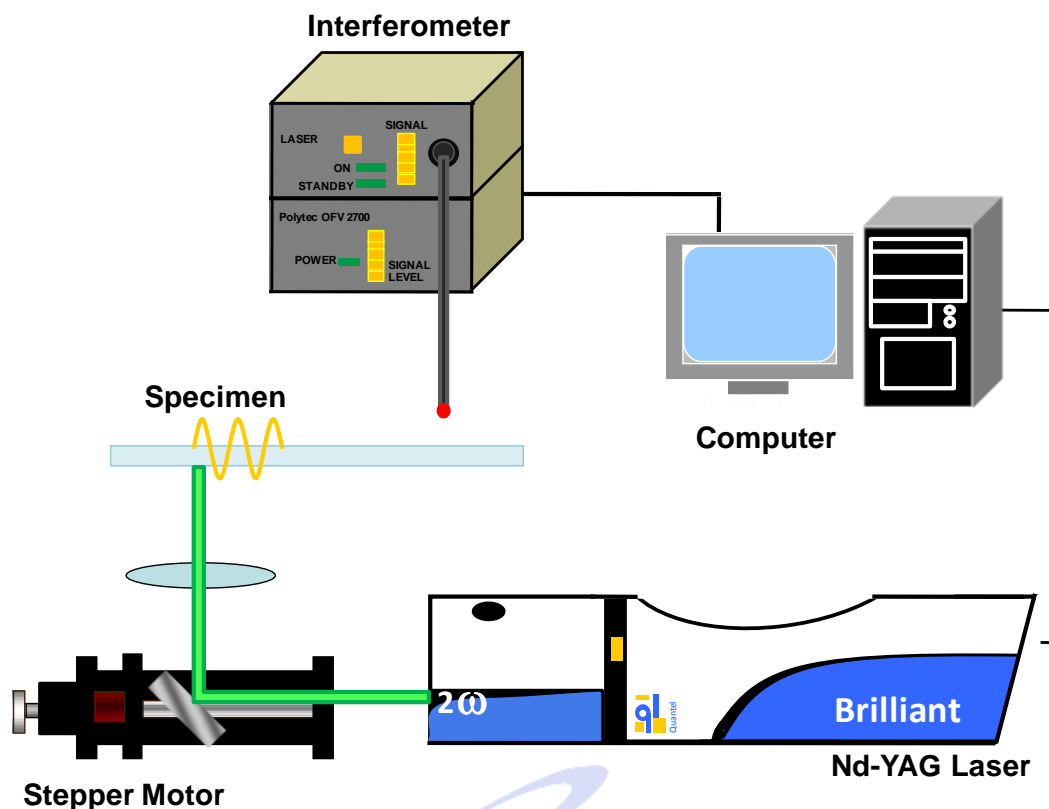 Interferometer
SIGNAL
LASER
ON
STANDBY
Polytec OFV 2700
POWER
SIGNAL
LEVEL
Specimen
Computer
2ω
ql
Quantel
Brilliant
Nd-YAG Laser
Stepper Motor